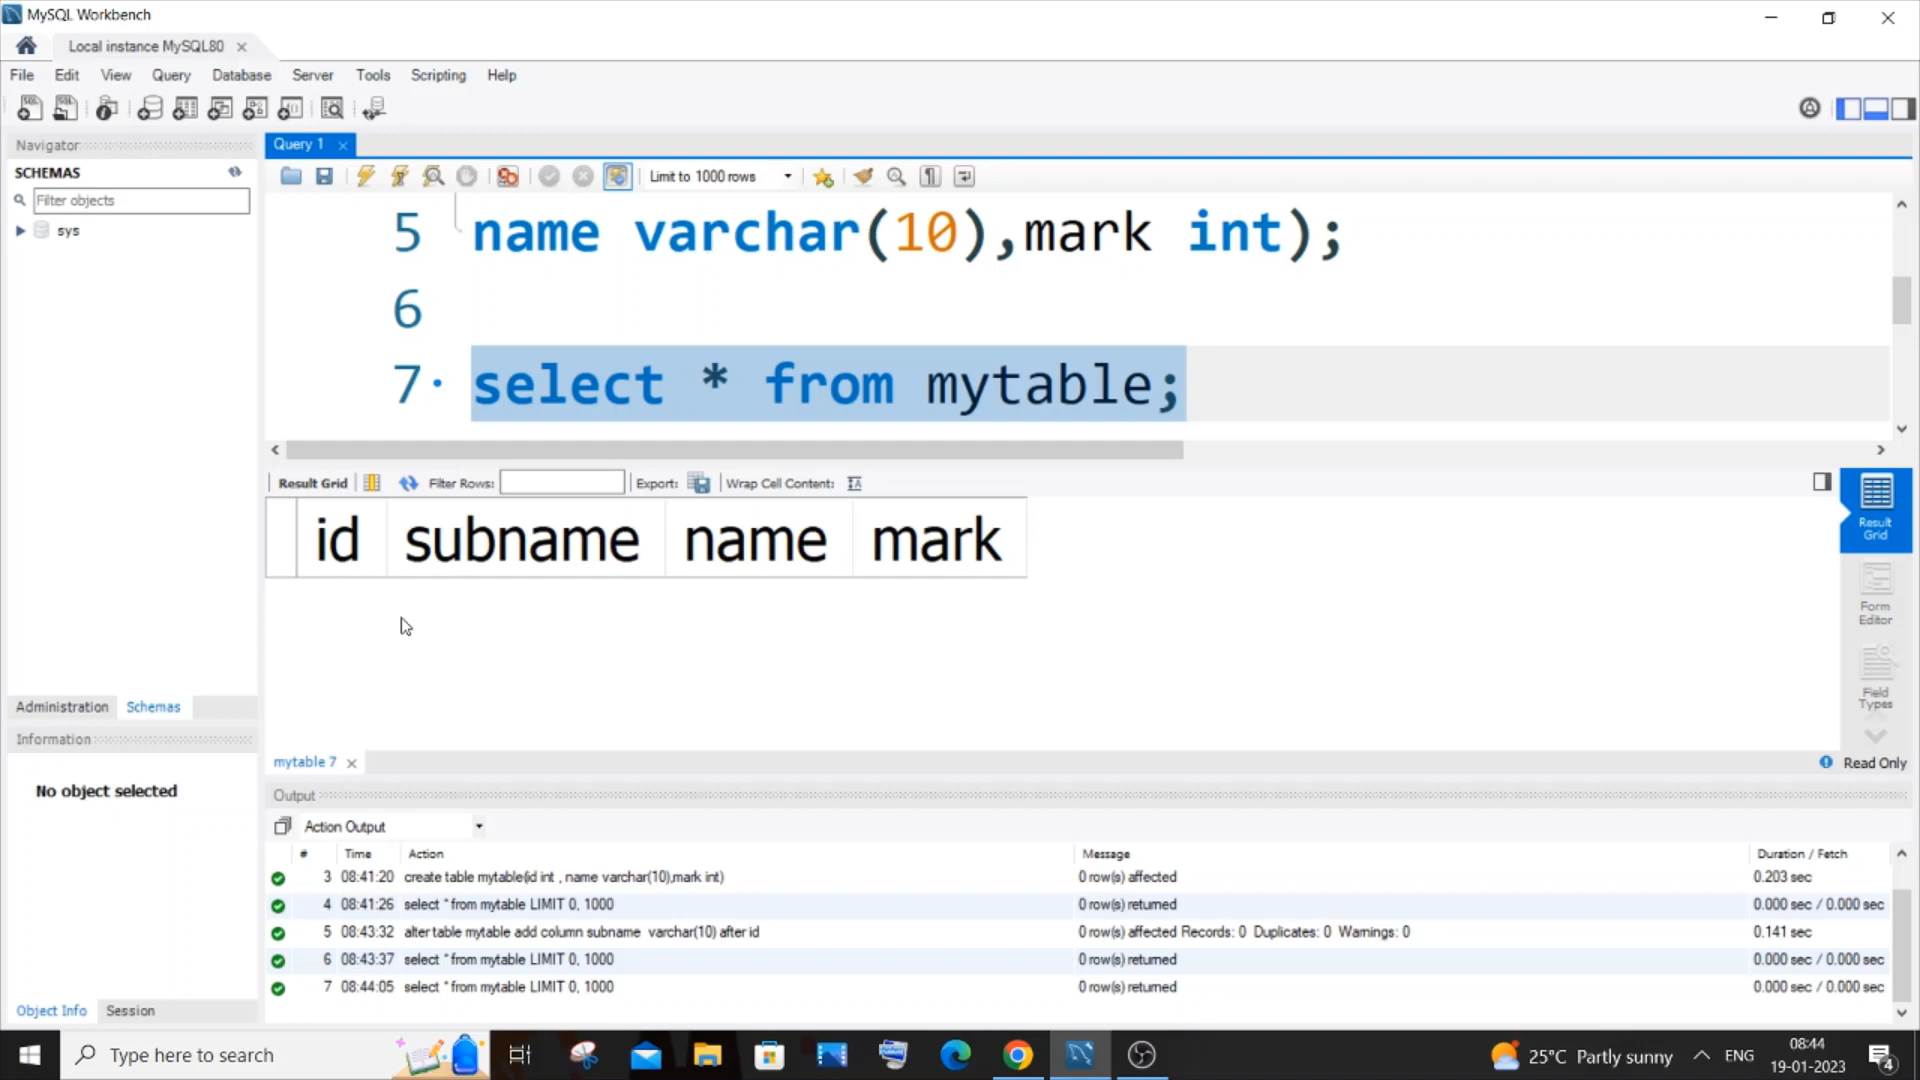 MySQL Workbench
Local instance MySQL80
File Edit View Query Database Server Tools Scripting Help
Navigator
SCHEMAS
Filter objects
sys
Administration Schemas
Information
No object selected
Object Info Session
Query 1
Limit to 1000 rows
5 name varchar(10),mark int);
6
7 select * from mytable;
Result Grid Filter Rows: Export: Wrap Cell Content:
id subname name mark
Result Grid
Form Editor
Field Types
mytable 7
Read Only
Output
Action Output
# Time Action Message Duration / Fetch
3 08:41:20 create table mytable(id int , name varchar(10),mark int) 0 row(s) affected 0.203 sec
4 08:41:26 select * from mytable LIMIT 0, 1000 0 row(s) returned 0.000 sec / 0.000 sec
5 08:43:32 alter table mytable add column subname varchar(10) after id 0 row(s) affected Records: 0 Duplicates: 0 Warnings: 0 0.141 sec
6 08:43:37 select * from mytable LIMIT 0, 1000 0 row(s) returned 0.000 sec / 0.000 sec
7 08:44:05 select * from mytable LIMIT 0, 1000 0 row(s) returned 0.000 sec / 0.000 sec
Type here to search
25°C Partly sunny
ENG
08:44
19-01-2023
4